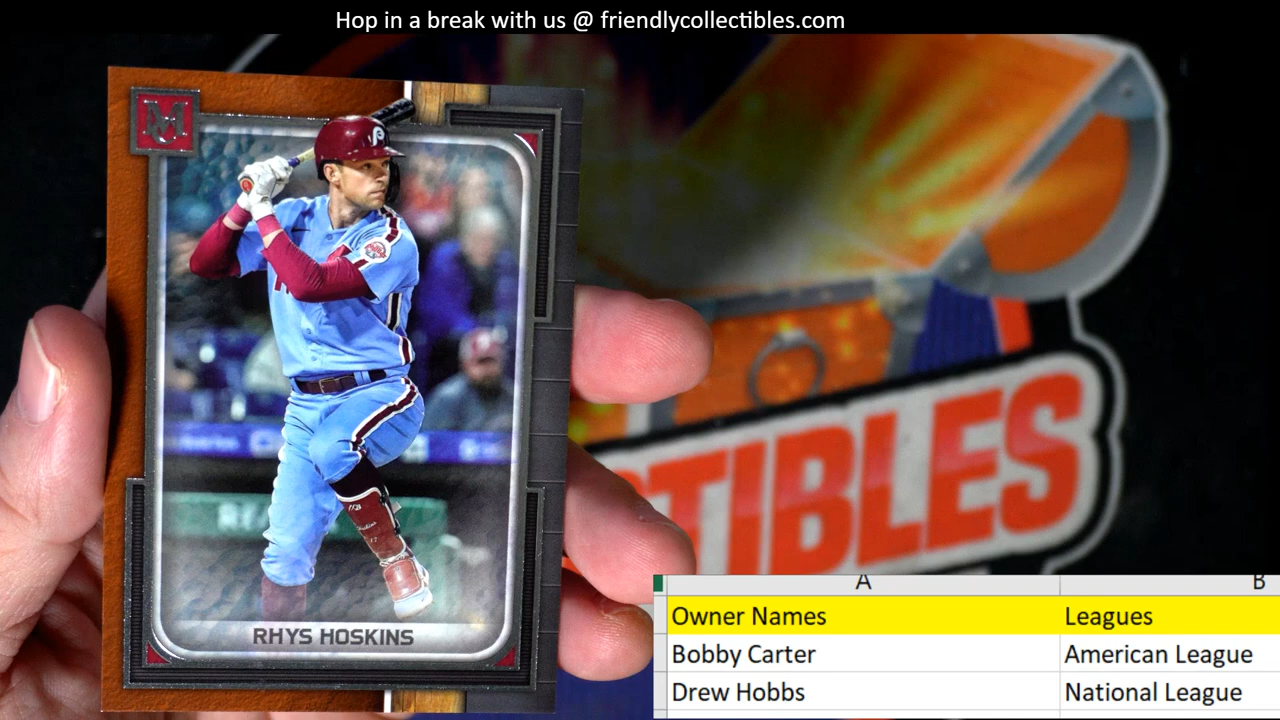 Hop in a break with us @ friendlycollectibles.com
M
P
RHYS HOSKINS
TIBLES
A B
Owner Names Leagues
Bobby Carter American League
Drew Hobbs National League